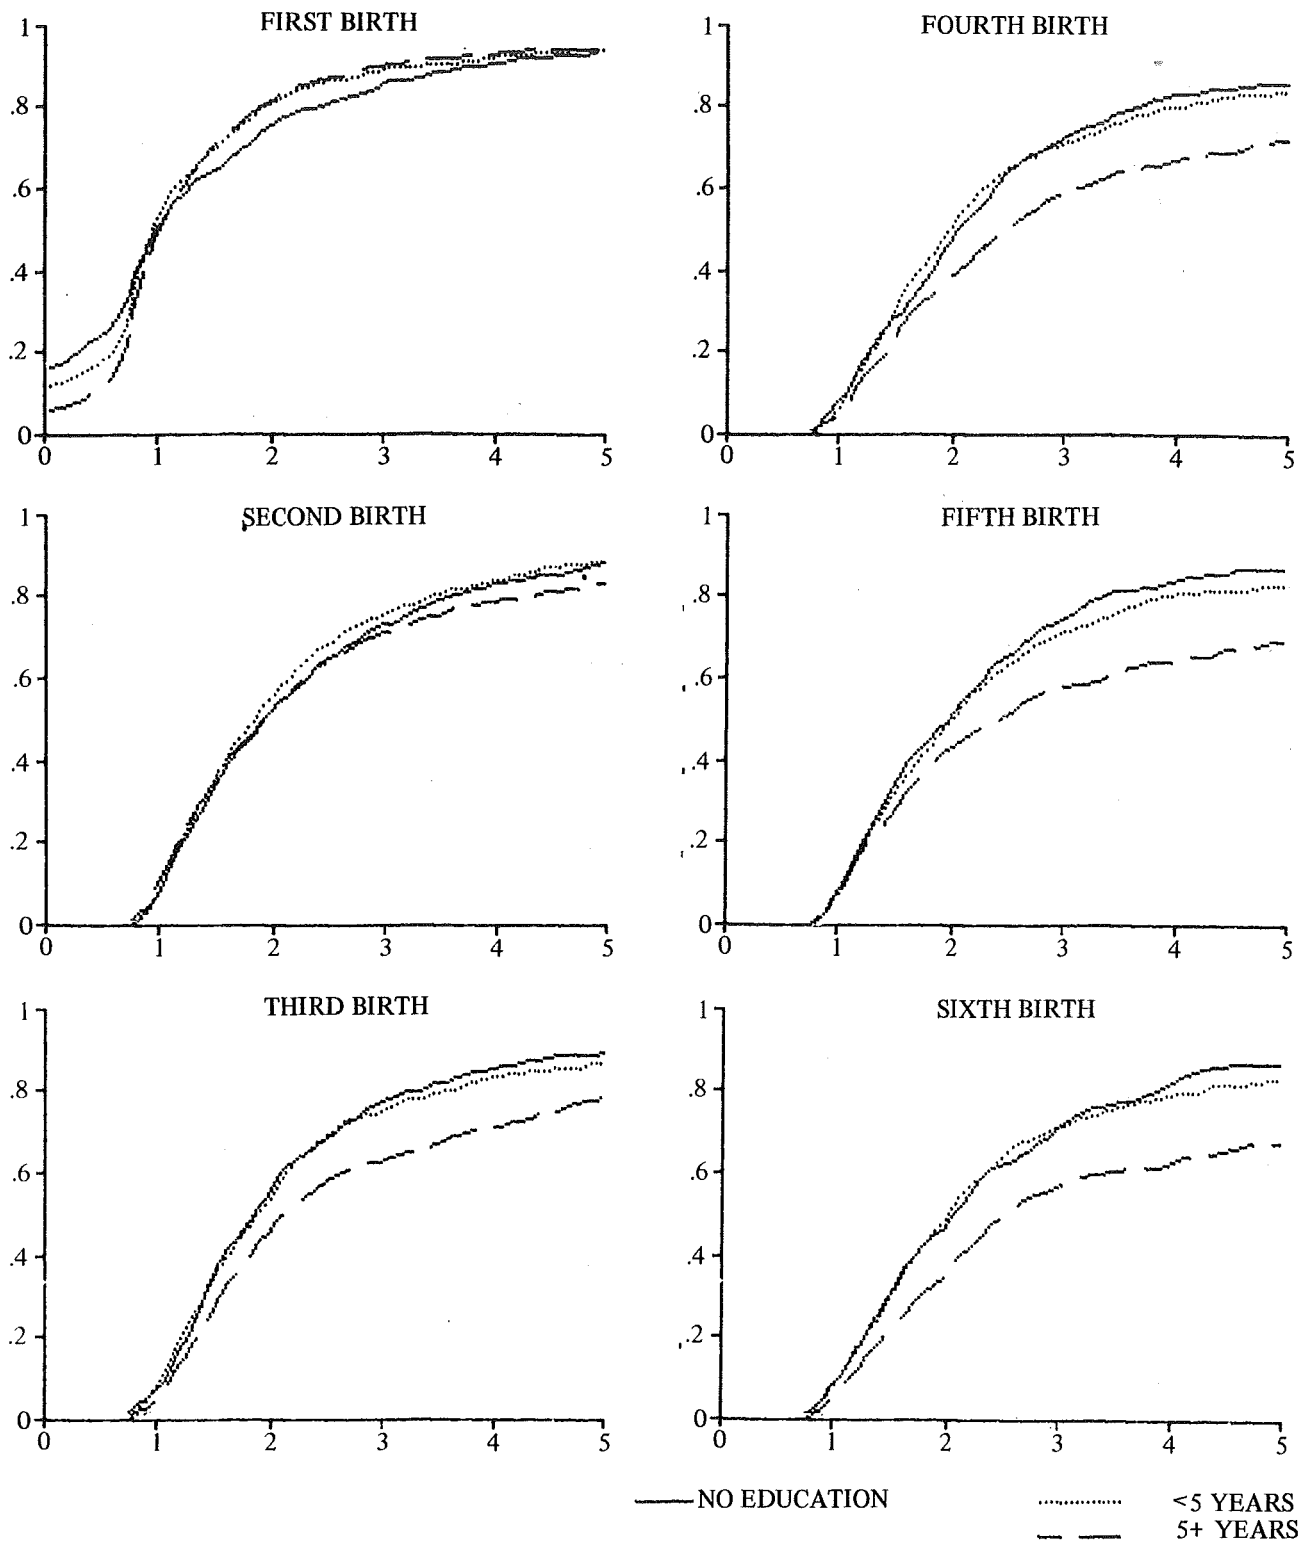 FIRST BIRTH
1
.8
.6
.4
.2
0
0 1 2 3 4 5
FOURTH BIRTH
1
.8
.6
.4
.2
0
0 1 2 3 4 5
SECOND BIRTH
1
.8
.6
.4
.2
0
0 1 2 3 4 5
FIFTH BIRTH
1
.8
.6
.4
.2
0
0 1 2 3 4 5
THIRD BIRTH
1
.8
.6
.4
.2
0
0 1 2 3 4 5
SIXTH BIRTH
1
.8
.6
.4
.2
0
0 1 2 3 4 5
NO EDUCATION
<5 YEARS
5+ YEARS